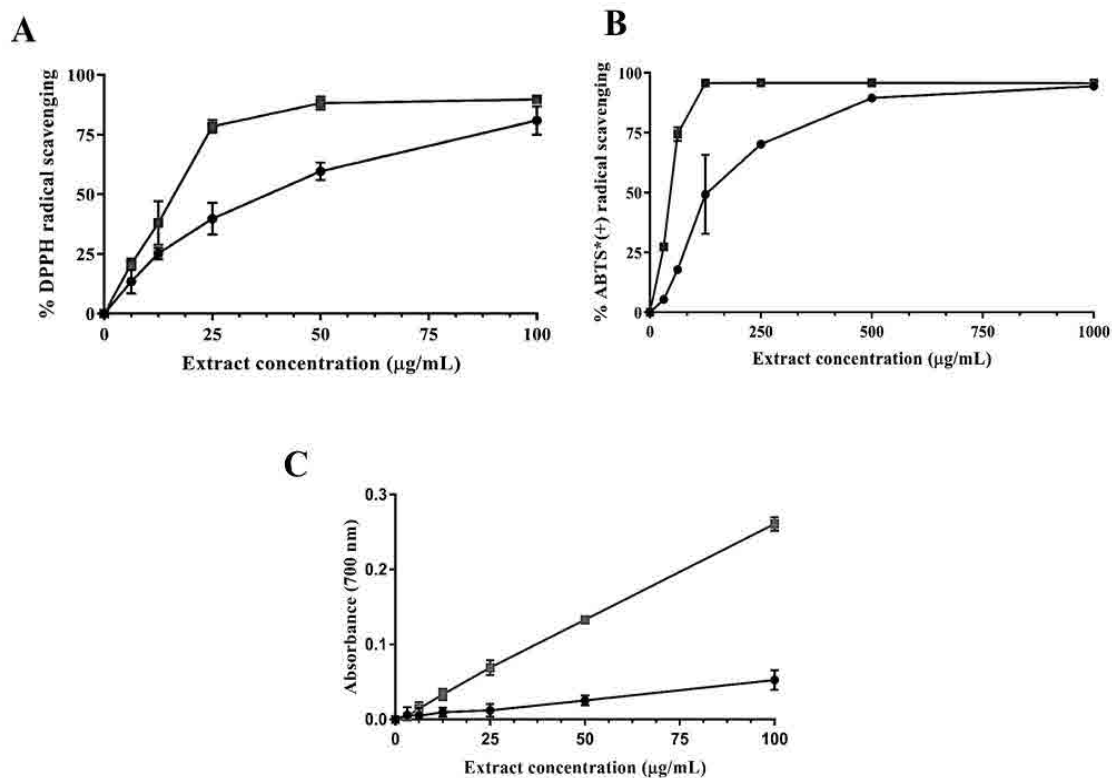 A
% DPPH radical scavenging
100
75
50
25
0
0 25 50 75 100
Extract concentration (μg/mL)
B
% ABTS*(+) radical scavenging
100
75
50
25
0
0 250 500 750 1000
Extract concentration (μg/mL)
C
Absorbance (700 nm)
0.3
0.2
0.1
0.0
0 25 50 75 100
Extract concentration (μg/mL)